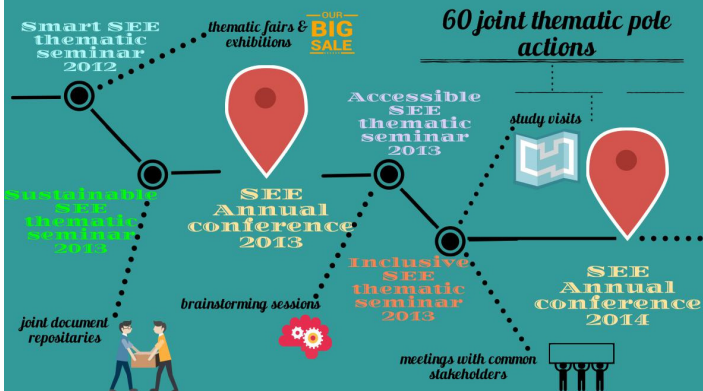 Smart SEE
thematic
seminar
2012
thematic fairs &
exhibitions
OUR
BIG
SALE
60 joint thematic pole
actions
Accessible
SEE
thematic
seminar
2013
study visits
Sustainable
SEE
thematic
seminar
2013
SEE
Annual
conference
2013
Inclusive
SEE
thematic
seminar
2013
SEE
Annual
conference
2014
brainstorming sessions
joint document
repositaries
meetings with common
stakeholders